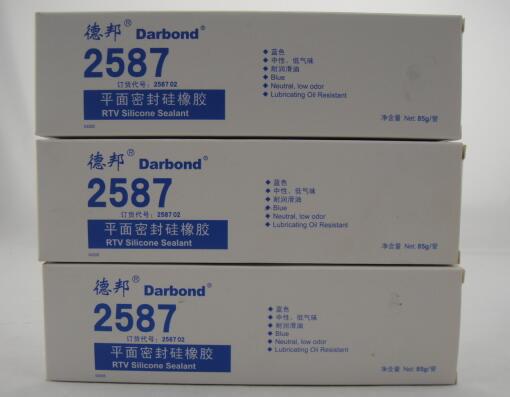 德邦® Darbond®
2587
订货代号：2587 02
平面密封硅橡胶
RTV Silicone Sealant
◆ 蓝色
◆ 中性，低气味
◆ 耐润滑油
◆ Blue
◆ Neutral, low odor
◆ Lubricating Oil Resistant
净含量 Net: 85g/管
德邦® Darbond®
2587
订货代号：2587 02
平面密封硅橡胶
RTV Silicone Sealant
◆ 蓝色
◆ 中性，低气味
◆ 耐润滑油
◆ Blue
◆ Neutral, low odor
◆ Lubricating Oil Resistant
净含量 Net: 85g/管
德邦® Darbond®
2587
订货代号：2587 02
平面密封硅橡胶
RTV Silicone Sealant
◆ 蓝色
◆ 中性，低气味
◆ 耐润滑油
◆ Blue
◆ Neutral, low odor
◆ Lubricating Oil Resistant
净含量 Net: 85g/管